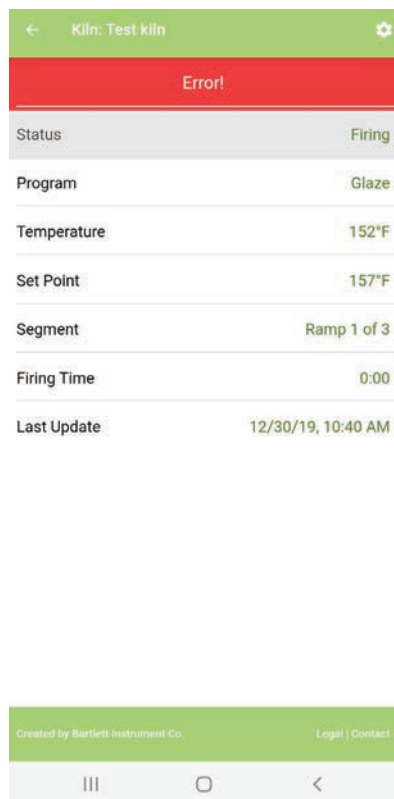 Kiln: Test kiln
Error!
Status Firing
Program Glaze
Temperature 152°F
Set Point 157°F
Segment Ramp 1 of 3
Firing Time 0:00
Last Update 12/30/19, 10:40 AM
Created by Bartlett Instrument Co. Legal | Contact